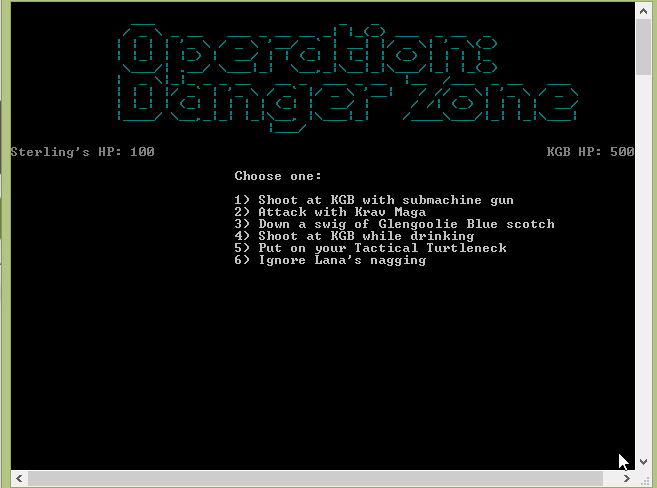 Operation:
Danger Zone
Sterling's HP: 100 KGB HP: 500
Choose one:
1) Shoot at KGB with submachine gun
2) Attack with Krav Maga
3) Down a swig of Glengoolie Blue scotch
4) Shoot at KGB while drinking
5) Put on your Tactical Turtleneck
6) Ignore Lana's nagging